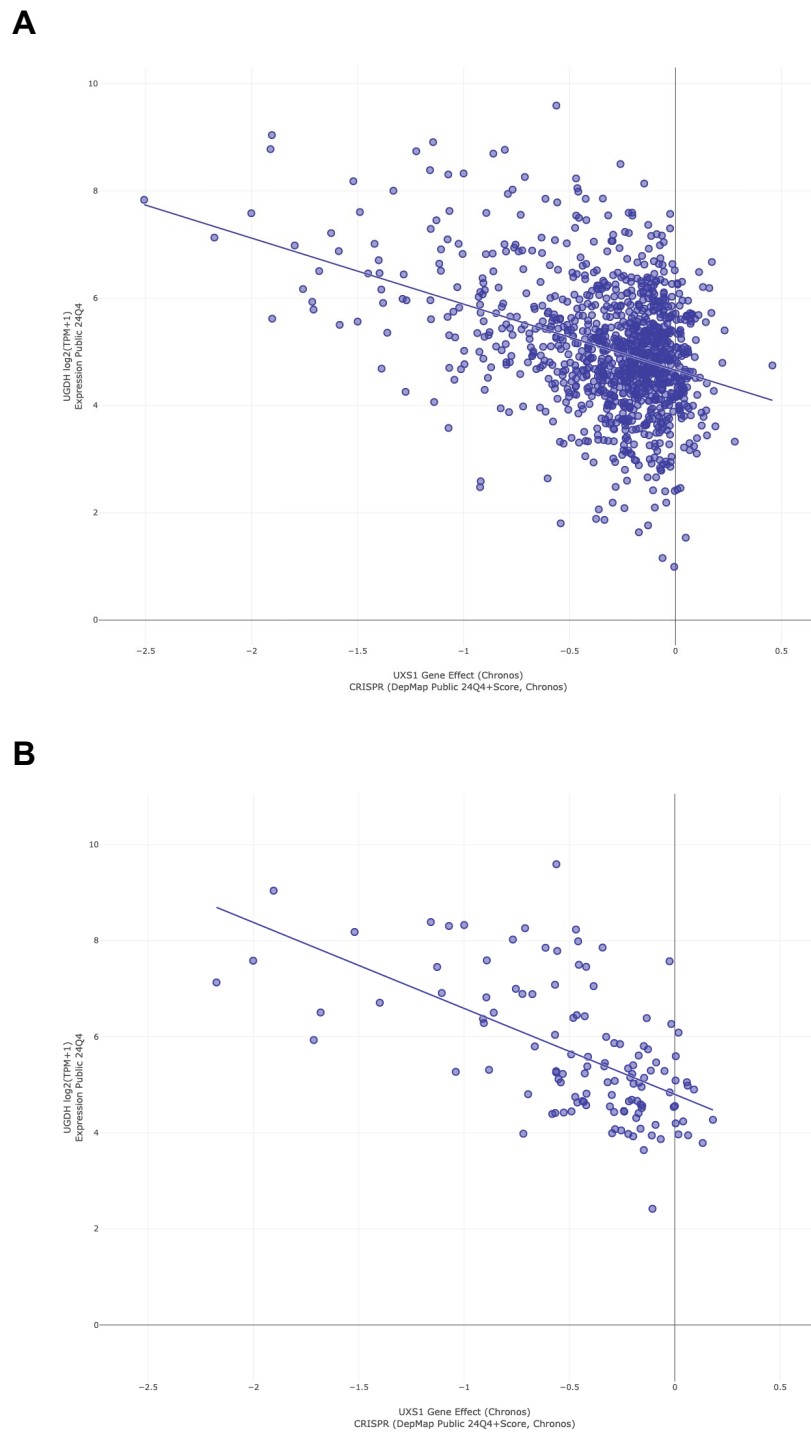 A
10
8
6
4
2
0
UGDH log2(TPM+1)
Expression Public 24Q4
−2.5 −2 −1.5 −1 −0.5 0 0.5
UXS1 Gene Effect (Chronos)
CRISPR (DepMap Public 24Q4+Score, Chronos)
B
10
8
6
4
2
0
UGDH log2(TPM+1)
Expression Public 24Q4
−2.5 −2 −1.5 −1 −0.5 0 0.5
UXS1 Gene Effect (Chronos)
CRISPR (DepMap Public 24Q4+Score, Chronos)